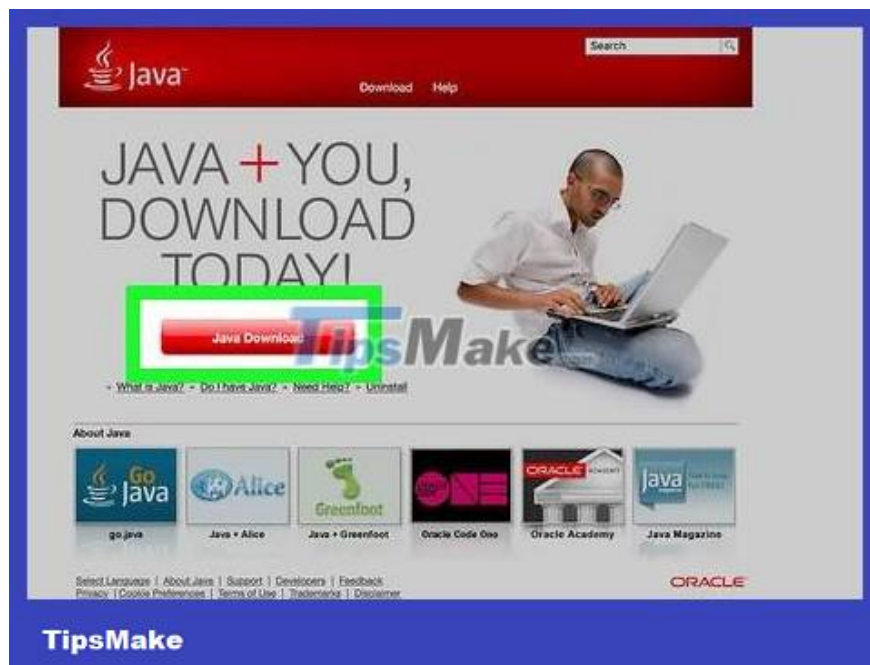 Java
Search
Download Help
JAVA + YOU,
DOWNLOAD
TODAY!
Java Download
TipsMake
- What is Java? - Do I have Java? - Need Help? - Uninstall
About Java
Go
Java
Alice
Greenfoot
ONE
ORACLE ACADEMY
Java
go.java
Java + Alice
Java + Greenfoot
Oracle Code One
Oracle Academy
Java Magazine
Select Language | About Java | Support | Developers | Feedback
Privacy | Cookie Preferences | Terms of Use | Trademarks | Disclaimer
ORACLE
TipsMake